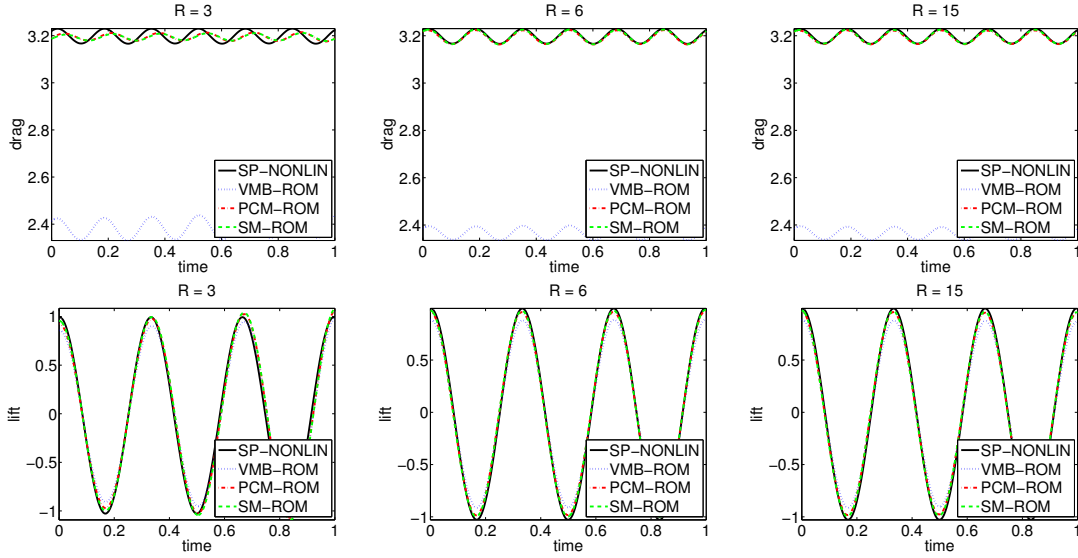 R = 3
3.2
3
2.8
2.6
2.4
drag
SP−NONLIN
VMB−ROM
PCM−ROM
SM−ROM
0 0.2 0.4 0.6 0.8 1
time
R = 6
3.2
3
2.8
2.6
2.4
drag
SP−NONLIN
VMB−ROM
PCM−ROM
SM−ROM
0 0.2 0.4 0.6 0.8 1
time
R = 15
3.2
3
2.8
2.6
2.4
drag
SP−NONLIN
VMB−ROM
PCM−ROM
SM−ROM
0 0.2 0.4 0.6 0.8 1
time
R = 3
1
0.5
0
−0.5
−1
lift
SP−NONLIN
VMB−ROM
PCM−ROM
SM−ROM
0 0.2 0.4 0.6 0.8 1
time
R = 6
0.5
0
−0.5
−1
lift
SP−NONLIN
VMB−ROM
PCM−ROM
SM−ROM
0 0.2 0.4 0.6 0.8 1
time
R = 15
0.5
0
−0.5
−1
lift
SP−NONLIN
VMB−ROM
PCM−ROM
SM−ROM
0 0.2 0.4 0.6 0.8 1
time